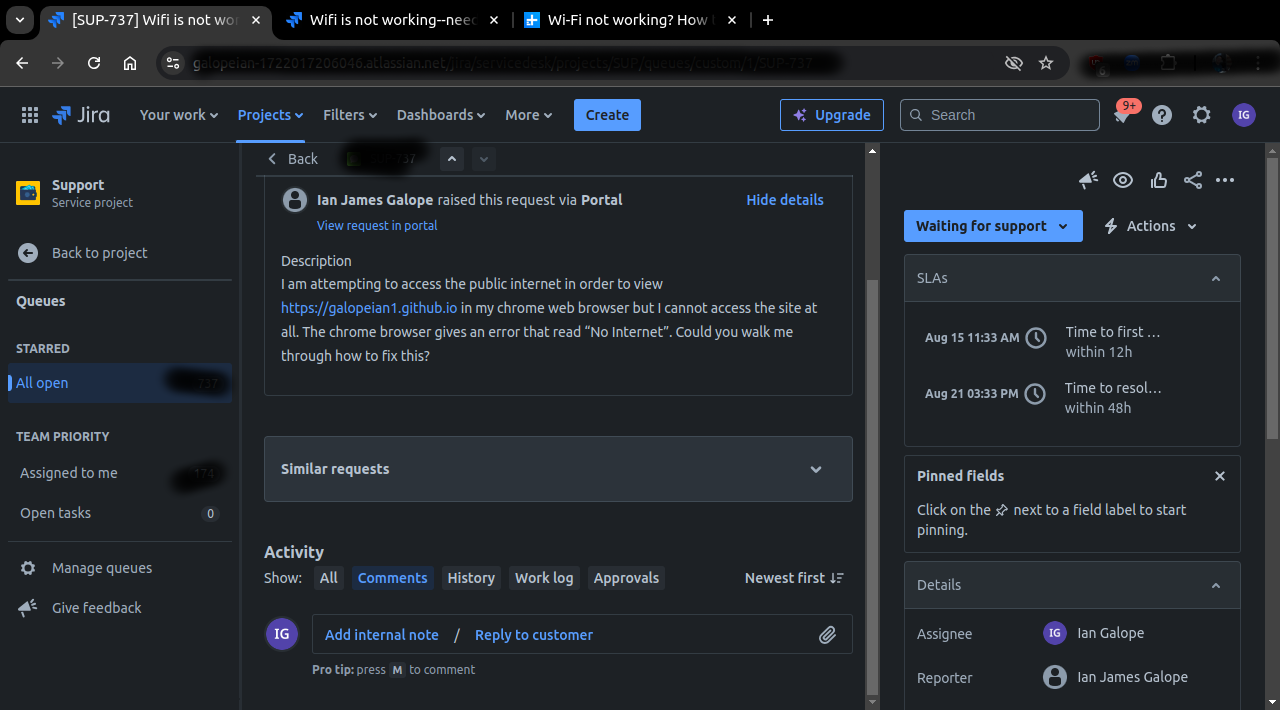 [SUP-737] Wifi is not wo
Wifi is not working--nee
Wi-Fi not working? How
galopeian-1722017206046.atlassian.net/jira/servicedesk/projects/SUP/queues/custom/1/SUP-737
Jira
Your work
Projects
Filters
Dashboards
More
Create
Upgrade
Search
9+
IG
Support
Service project
Back to project
Queues
STARRED
All open
737
TEAM PRIORITY
Assigned to me
174
Open tasks
0
Manage queues
Give feedback
Back
Ian James Galope raised this request via Portal
Hide details
View request in portal
Description
I am attempting to access the public internet in order to view
https://galopeian1.github.io in my chrome web browser but I cannot access the site at
all. The chrome browser gives an error that read “No Internet”. Could you walk me
through how to fix this?
Similar requests
Activity
Show:
All
Comments
History
Work log
Approvals
Newest first
IG
Add internal note / Reply to customer
Pro tip: press M to comment
Waiting for support
Actions
SLAs
Aug 15 11:33 AM
Time to first ...
within 12h
Aug 21 03:33 PM
Time to resol...
within 48h
Pinned fields
Click on the next to a field label to start
pinning.
Details
Assignee
IG
Ian Galope
Reporter
Ian James Galope